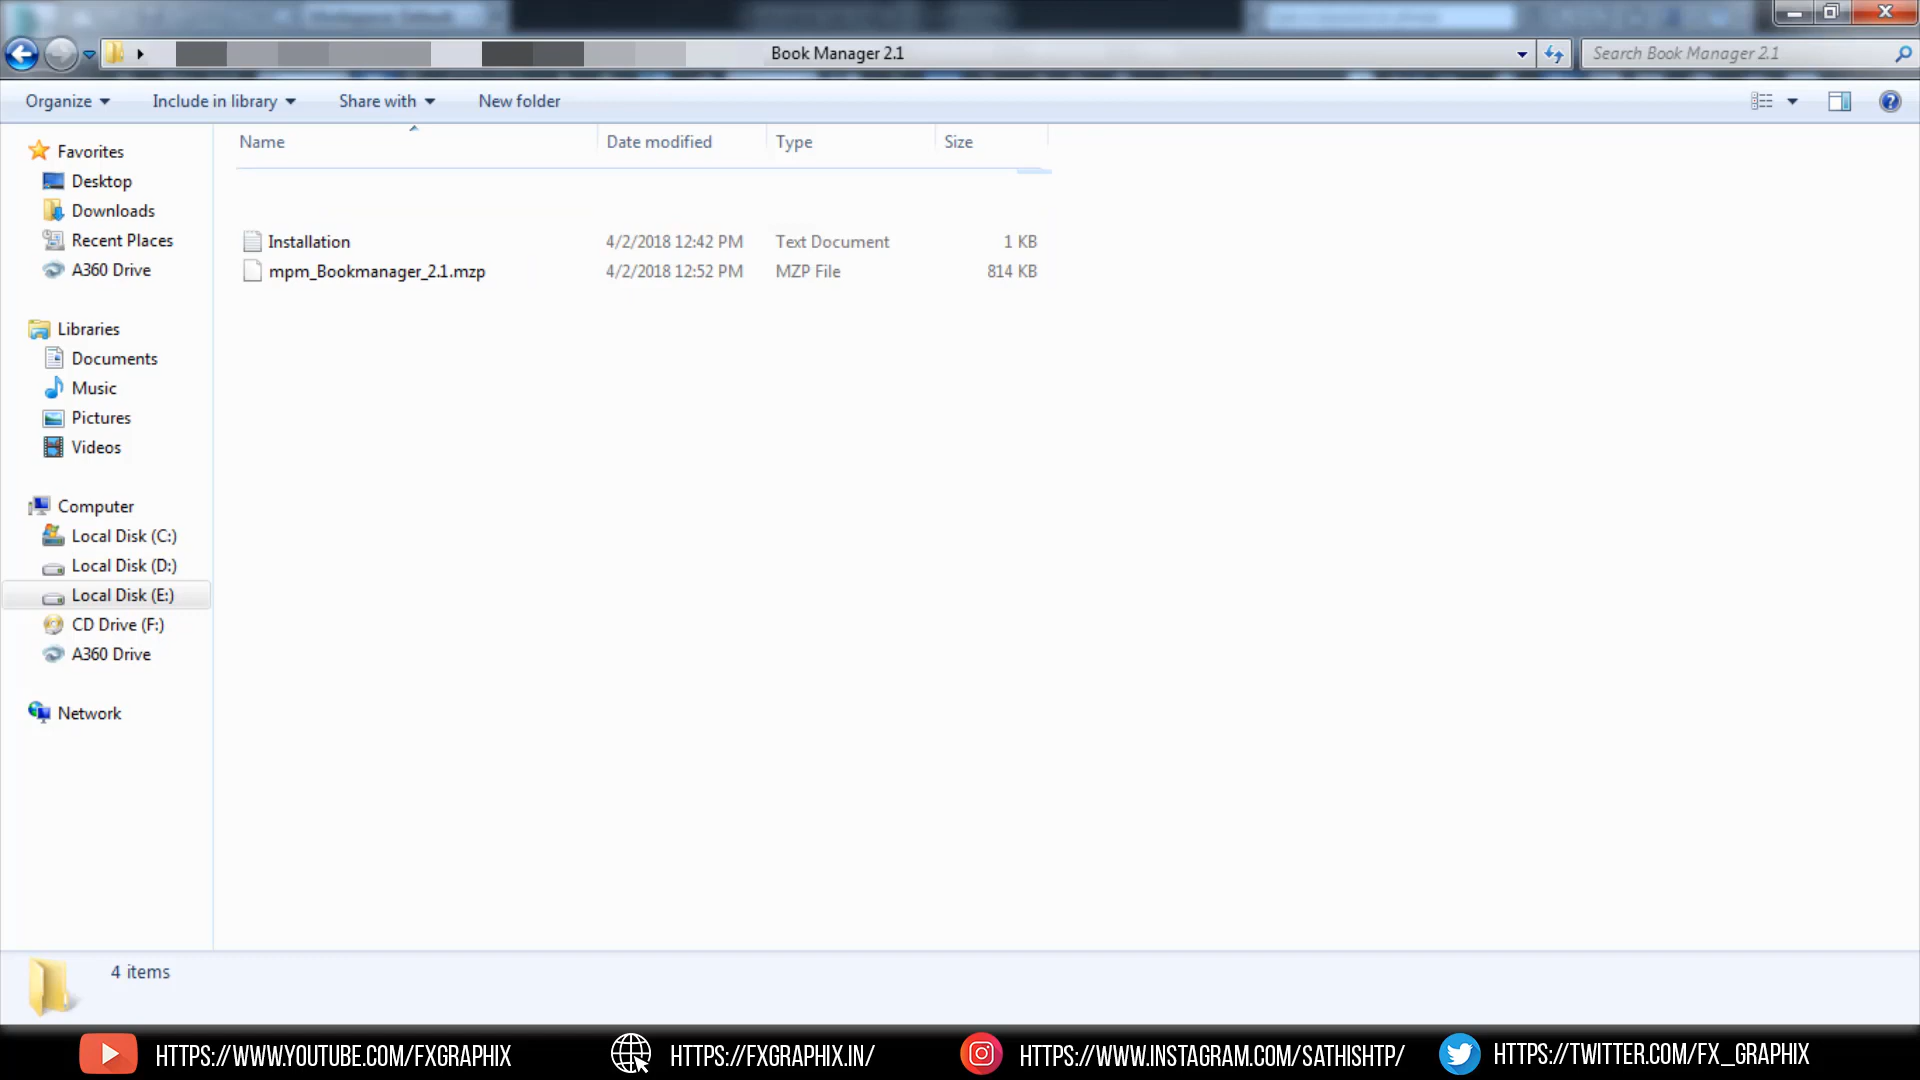 Book Manager 2.1
Search Book Manager 2.1
Organize
Include in library
Share with
New folder
Name
Date modified
Type
Size
Favorites
Desktop
Downloads
Recent Places
A360 Drive
Libraries
Documents
Music
Pictures
Videos
Computer
Local Disk (C:)
Local Disk (D:)
Local Disk (E:)
CD Drive (F:)
A360 Drive
Network
Installation 4/2/2018 12:42 PM Text Document 1 KB
mpm_Bookmanager_2.1.mzp 4/2/2018 12:52 PM MZP File 814 KB
4 items
HTTPS://WWW.YOUTUBE.COM/FXGRAPHIX
HTTPS://FXGRAPHIX.IN/
HTTPS://WWW.INSTAGRAM.COM/SATHISHTP/
HTTPS://TWITTER.COM/FX_GRAPHIX